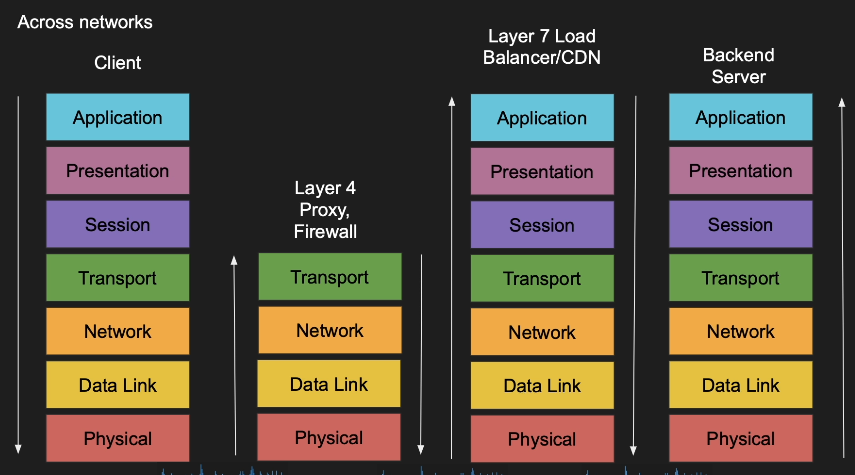 Across networks
Client
Application
Presentation
Session
Transport
Network
Data Link
Physical
Layer 4
Proxy,
Firewall
Transport
Network
Data Link
Physical
Layer 7 Load
Balancer/CDN
Application
Presentation
Session
Transport
Network
Data Link
Physical
Backend
Server
Application
Presentation
Session
Transport
Network
Data Link
Physical